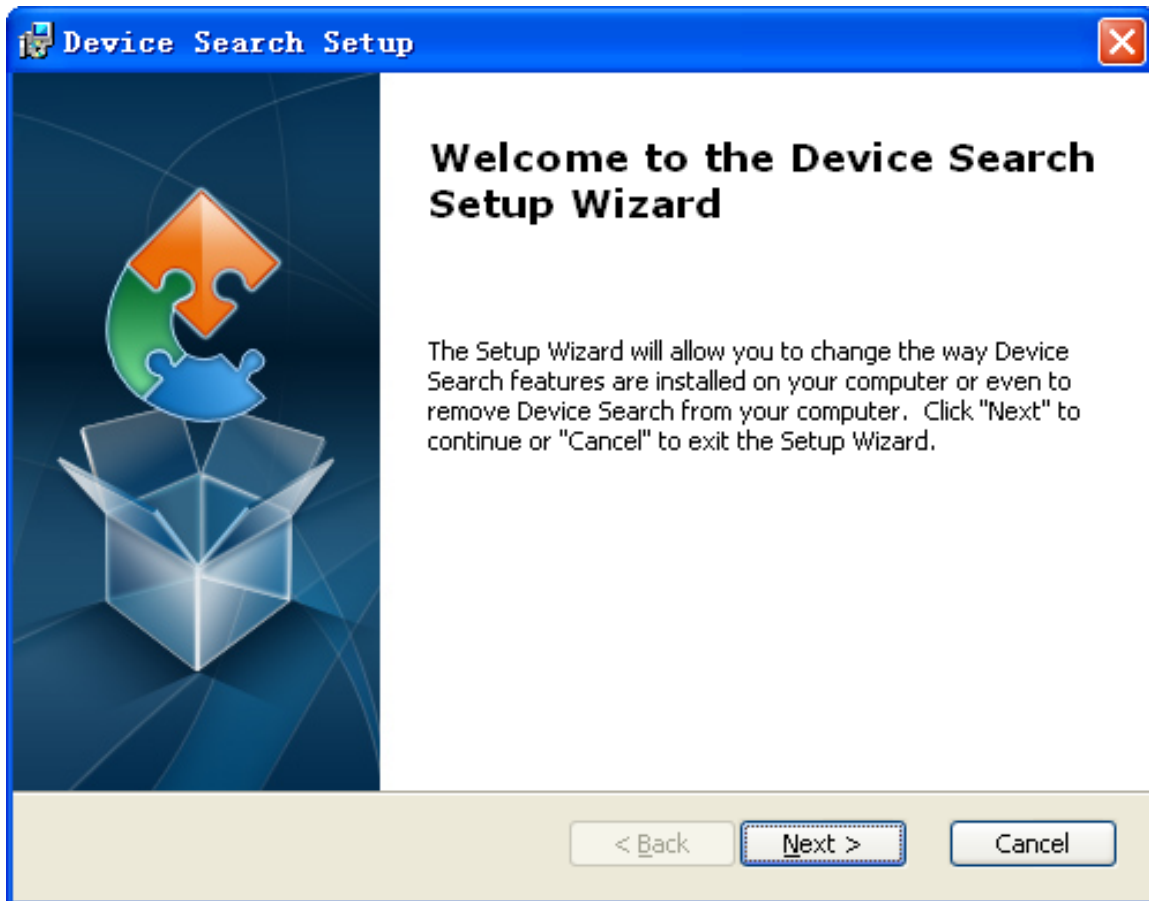 Device Search Setup
Welcome to the Device Search
Setup Wizard
The Setup Wizard will allow you to change the way Device
Search features are installed on your computer or even to
remove Device Search from your computer.  Click "Next" to
continue or "Cancel" to exit the Setup Wizard.
< Back
Next >
Cancel